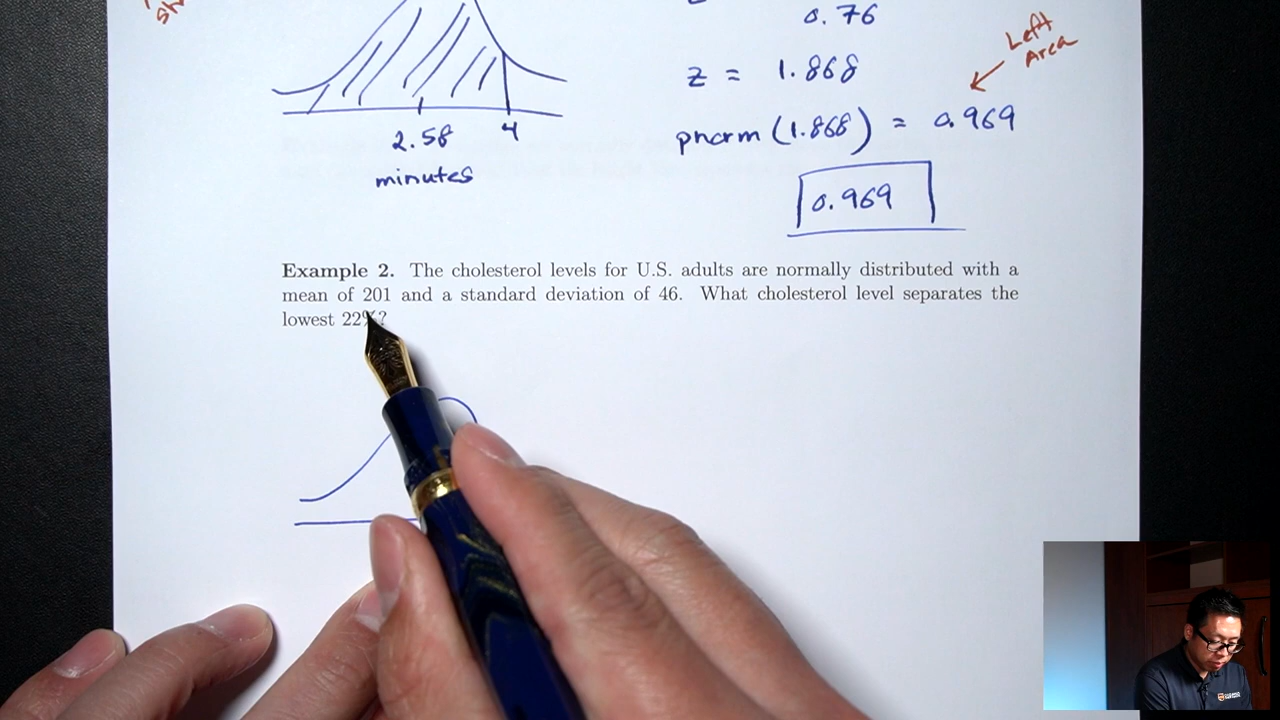 0.76
Left
Area
z = 1.868
pnorm (1.868) = 0.969
2.58 4
minutes
0.969
Example 2. The cholesterol levels for U.S. adults are normally distributed with a
mean of 201 and a standard deviation of 46. What cholesterol level separates the
lowest 22%?